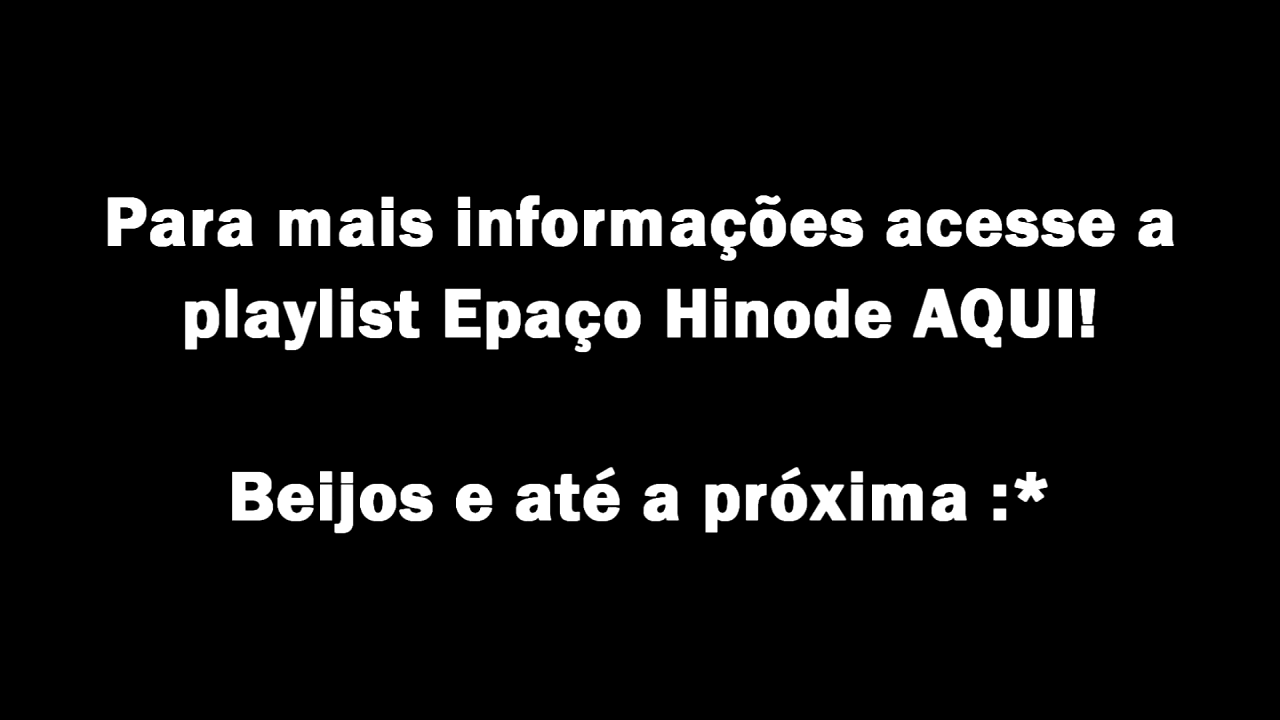 Para mais informações acesse a
playlist Epaço Hinode AQUI!
Beijos e até a próxima :*